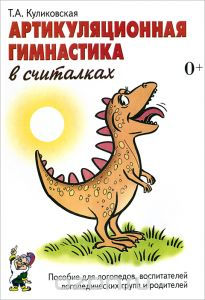 Т.А. Куликовская
АРТИКУЛЯЦИОННАЯ
ГИМНАСТИКА
в считалках
0+
Пособие для логопедов, воспитателей
логопедических групп и родителей